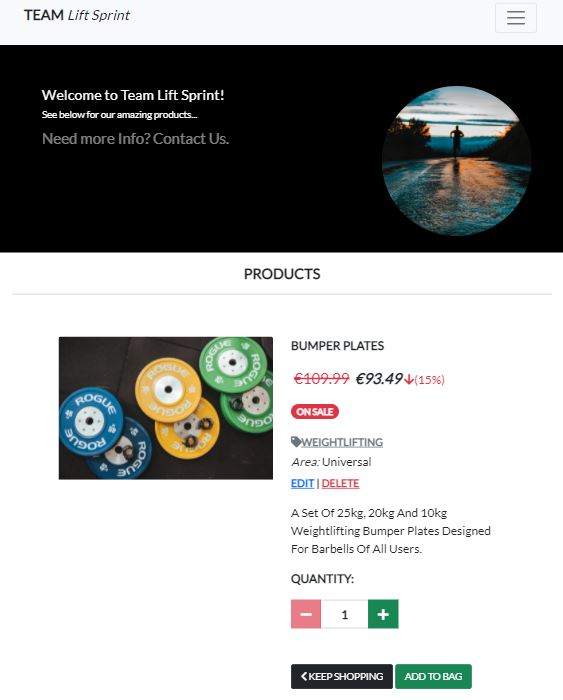 TEAM Lift Sprint
Welcome to Team Lift Sprint!
See below for our amazing products...
Need more Info? Contact Us.
PRODUCTS
BUMPER PLATES
€109.99 €93.49 (15%)
ON SALE
WEIGHTLIFTING
Area: Universal
EDIT | DELETE
A Set Of 25kg, 20kg And 10kg
Weightlifting Bumper Plates Designed
For Barbells Of All Users.
QUANTITY:
1
KEEP SHOPPING ADD TO BAG
ROGUE
ROGUE
ROGUE
ROGUE
ROGUE
ROGUE